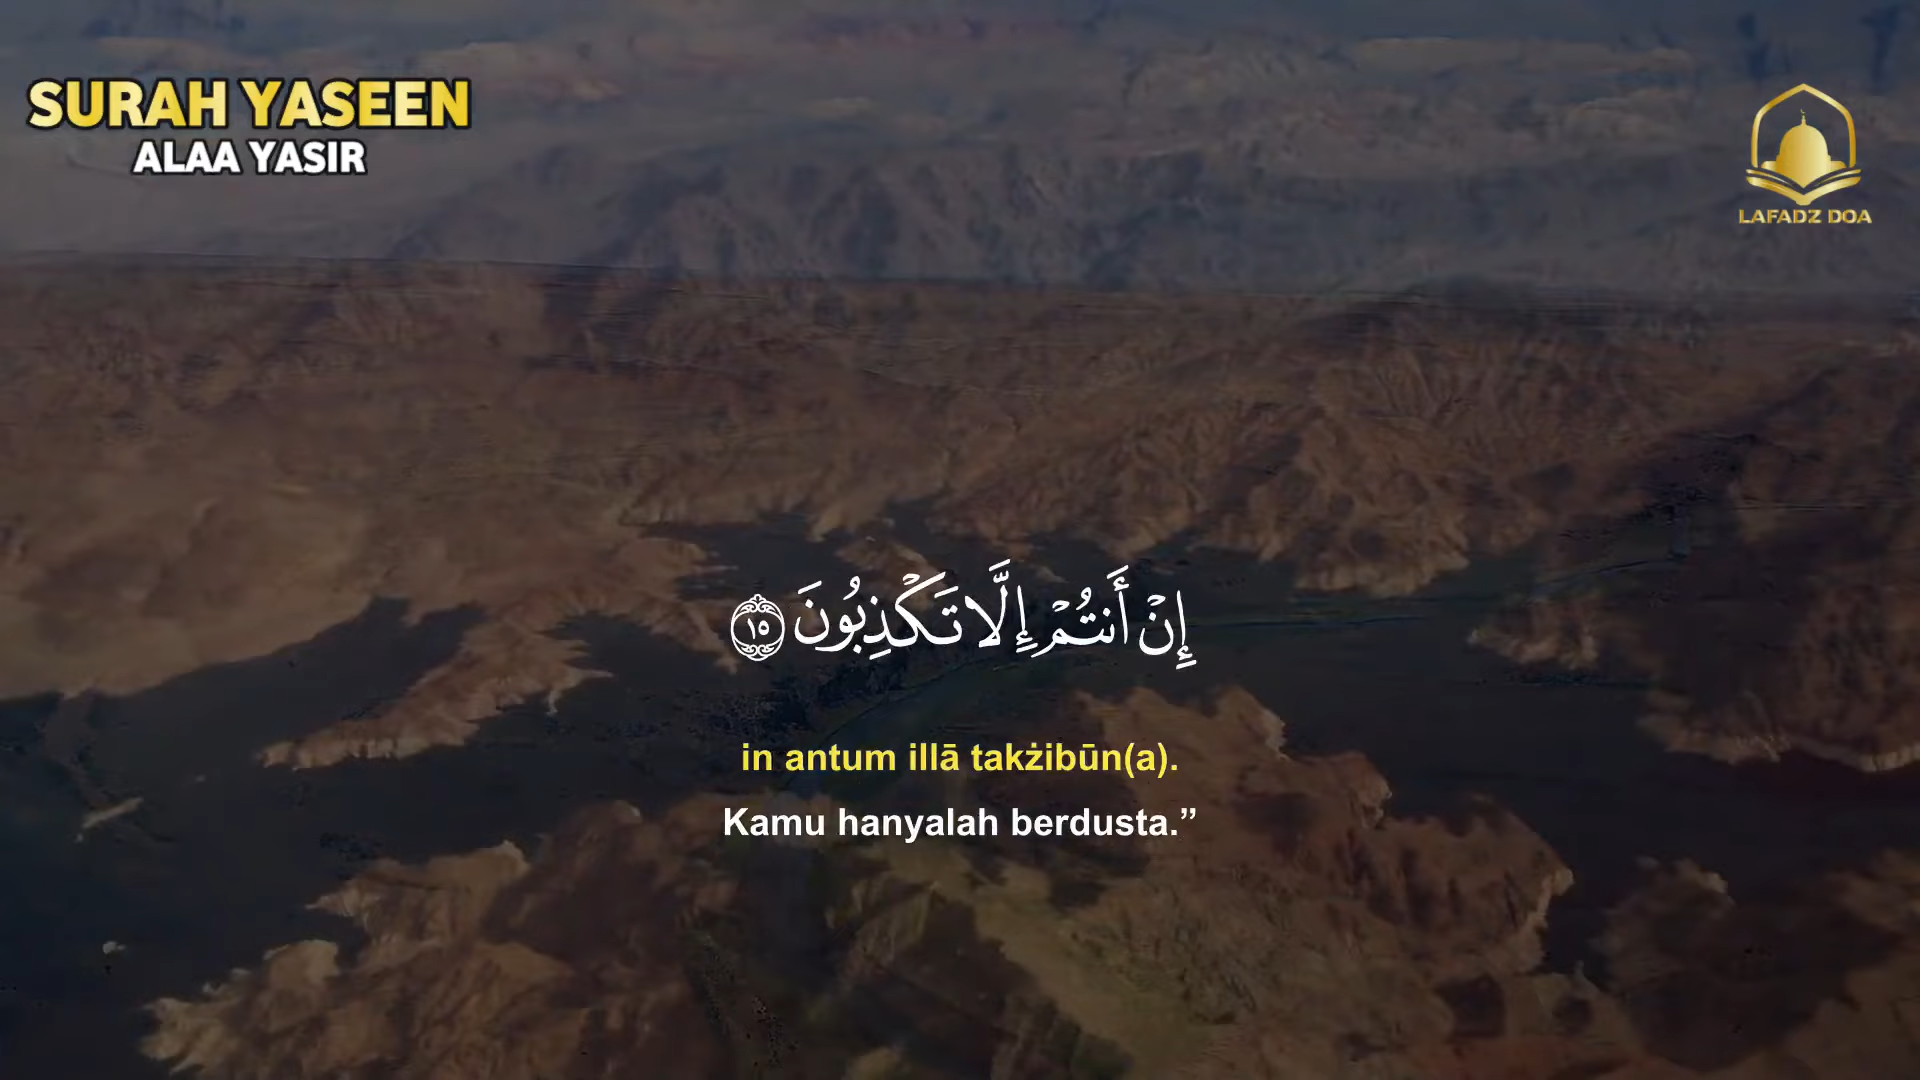 SURAH YASEEN
ALAA YASIR
LAFADZ DOA
إِنْ أَنتُمْ إِلَّا تَكْذِبُونَ ١٥
in antum illā takżibūn(a).
Kamu hanyalah berdusta.”